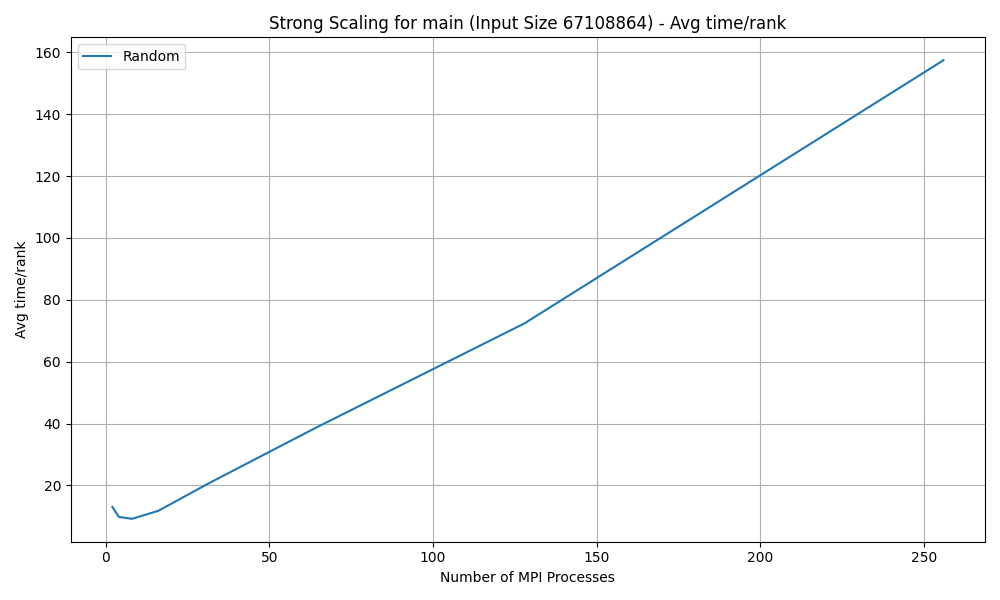 Strong Scaling for main (Input Size 67108864) - Avg time/rank
Random
160
140
120
100
80
60
40
20
Avg time/rank
0 50 100 150 200 250
Number of MPI Processes